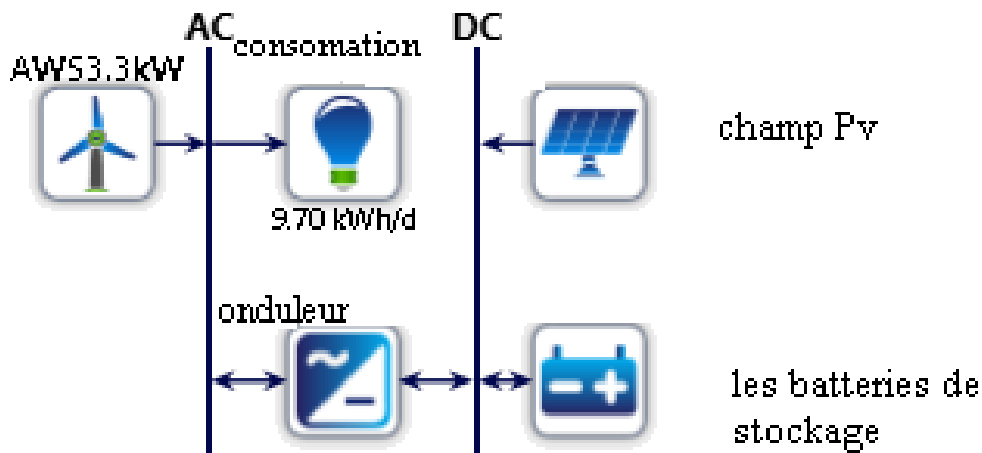 AC
DC
consomation
AWS3.3kW
champ Pv
9.70 kWh/d
onduleur
les batteries de
stockage